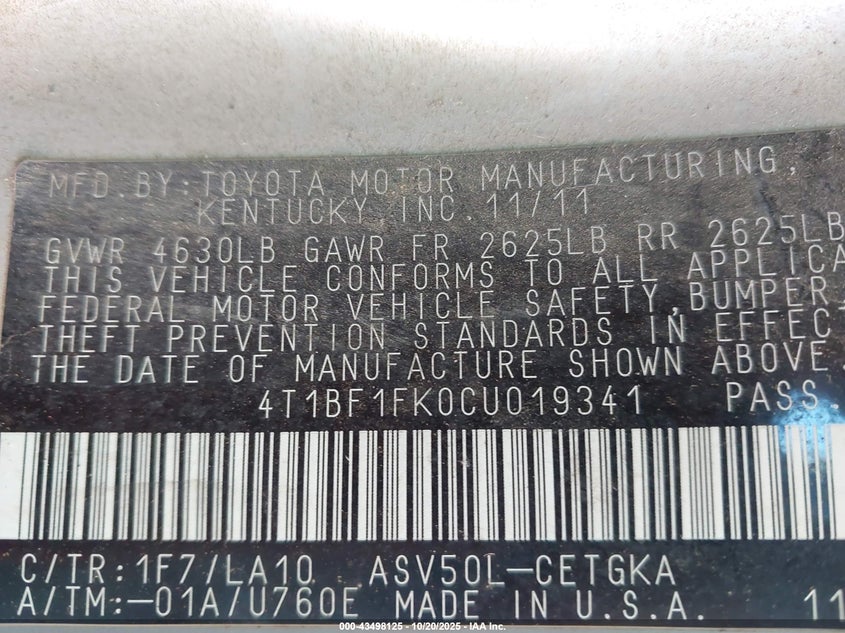 MFD.BY:TOYOTA MOTOR MANUFACTURING,
KENTUCKY,INC.11/11
GVWR 4630LB GAWR FR 2625LB RR 2625LB
THIS VEHICLE CONFORMS TO ALL APPLICA
FEDERAL MOTOR VEHICLE SAFETY,BUMPER,
THEFT PREVENTION STANDARDS IN EFFEC
THE DATE OF MANUFACTURE SHOWN ABOVE.
4T1BF1FK0CU019341 PASS.
C/TR:1F7/LA10 ASV50L-CETGKA
A/TM:-01A/U760E MADE IN U.S.A. 11
000-43498125 - 10/20/2025 - IAA Inc.